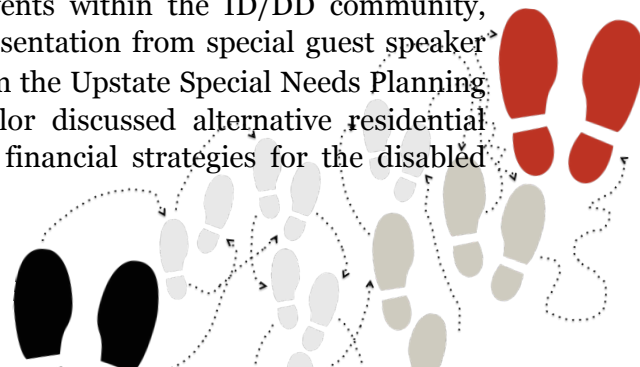 vents within the ID/DD community,
sentation from special guest speaker
m the Upstate Special Needs Planning
lor discussed alternative residential
financial strategies for the disabled